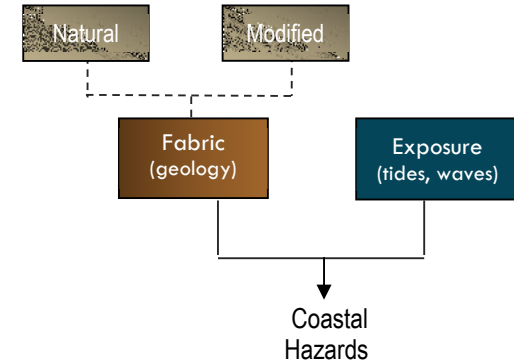 Natural
Modified
Fabric
(geology)
Exposure
(tides, waves)
Coastal
Hazards